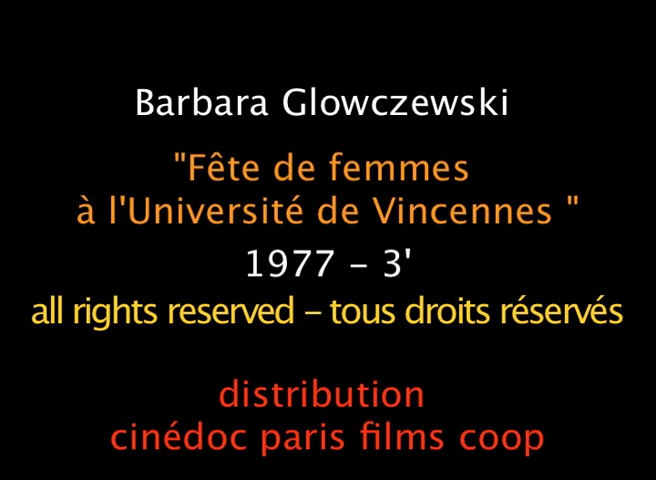 Barbara Glowczewski
"Fête de femmes
à l'Université de Vincennes "
1977 – 3'
all rights reserved – tous droits réservés
distribution
cinédoc paris films coop